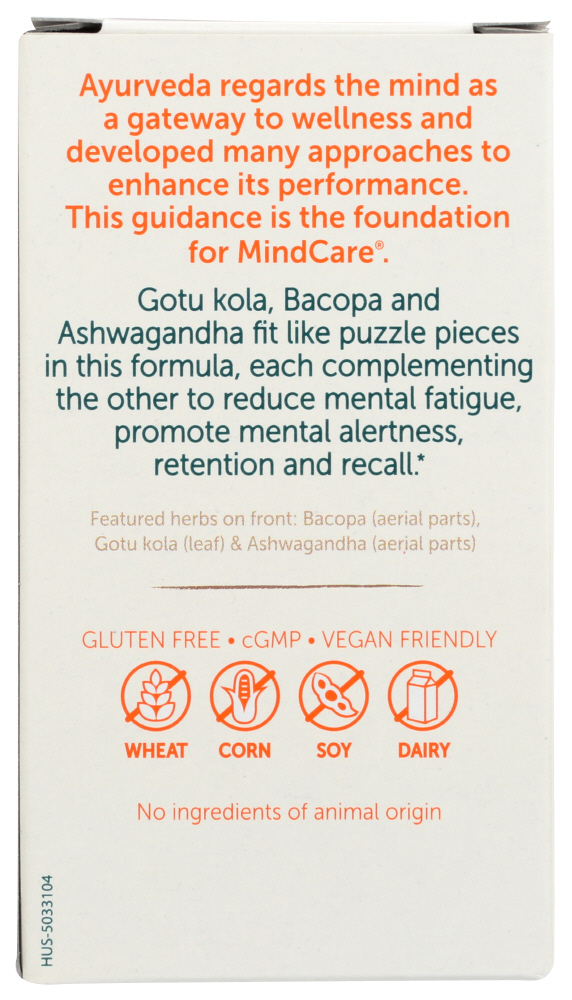 Ayurveda regards the mind as
a gateway to wellness and
developed many approaches to
enhance its performance.
This guidance is the foundation
for MindCare®.
Gotu kola, Bacopa and
Ashwagandha fit like puzzle pieces
in this formula, each complementing
the other to reduce mental fatigue,
promote mental alertness,
retention and recall.*
Featured herbs on front: Bacopa (aerial parts),
Gotu kola (leaf) & Ashwagandha (aerial parts)
GLUTEN FREE • cGMP • VEGAN FRIENDLY
WHEAT CORN SOY DAIRY
No ingredients of animal origin
HUS-5033104